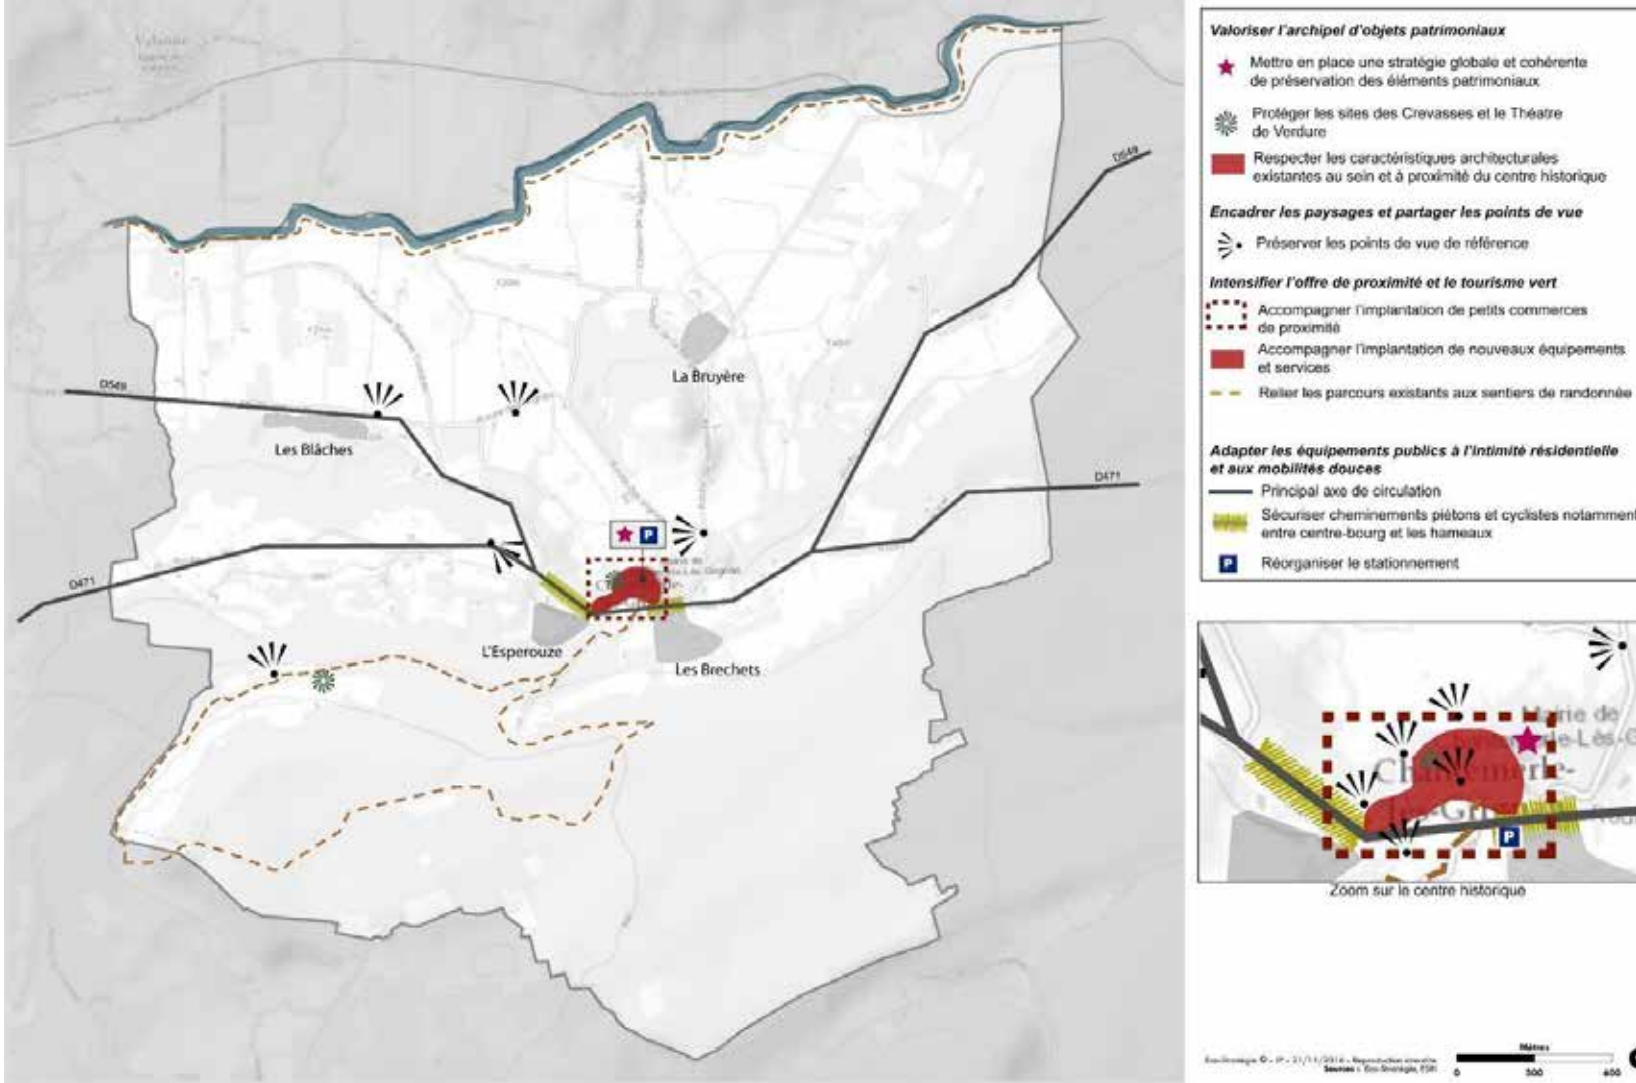 Valoriser l'archipel d'objets patrimoniaux
Mettre en place une stratégie globale et cohérente
de préservation des éléments patrimoniaux
Protéger les sites des Crevasses et le Théatre
de Verdure
Respecter les caractéristiques architecturales
existantes au sein et à proximité du centre historique
Encadrer les paysages et partager les points de vue
Préserver les points de vue de référence
Intensifier l'offre de proximité et le tourisme vert
Accompagner l'implantation de petits commerces
de proximité
Accompagner l'implantation de nouveaux équipements
et services
Relier les parcours existants aux sentiers de randonnée
Adapter les équipements publics à l'intimité résidentielle
et aux mobilités douces
Principal axe de circulation
Sécuriser cheminements piétons et cyclistes notamment
entre centre-bourg et les hameaux
P
Réorganiser le stationnement
D549
La Bruyère
D549
Les Blâches
D471
P
D471
L'Esperouze
Les Brechets
Mairie de
Chantemerle-
P
Zoom sur le centre historique
Mètres
0 300 600